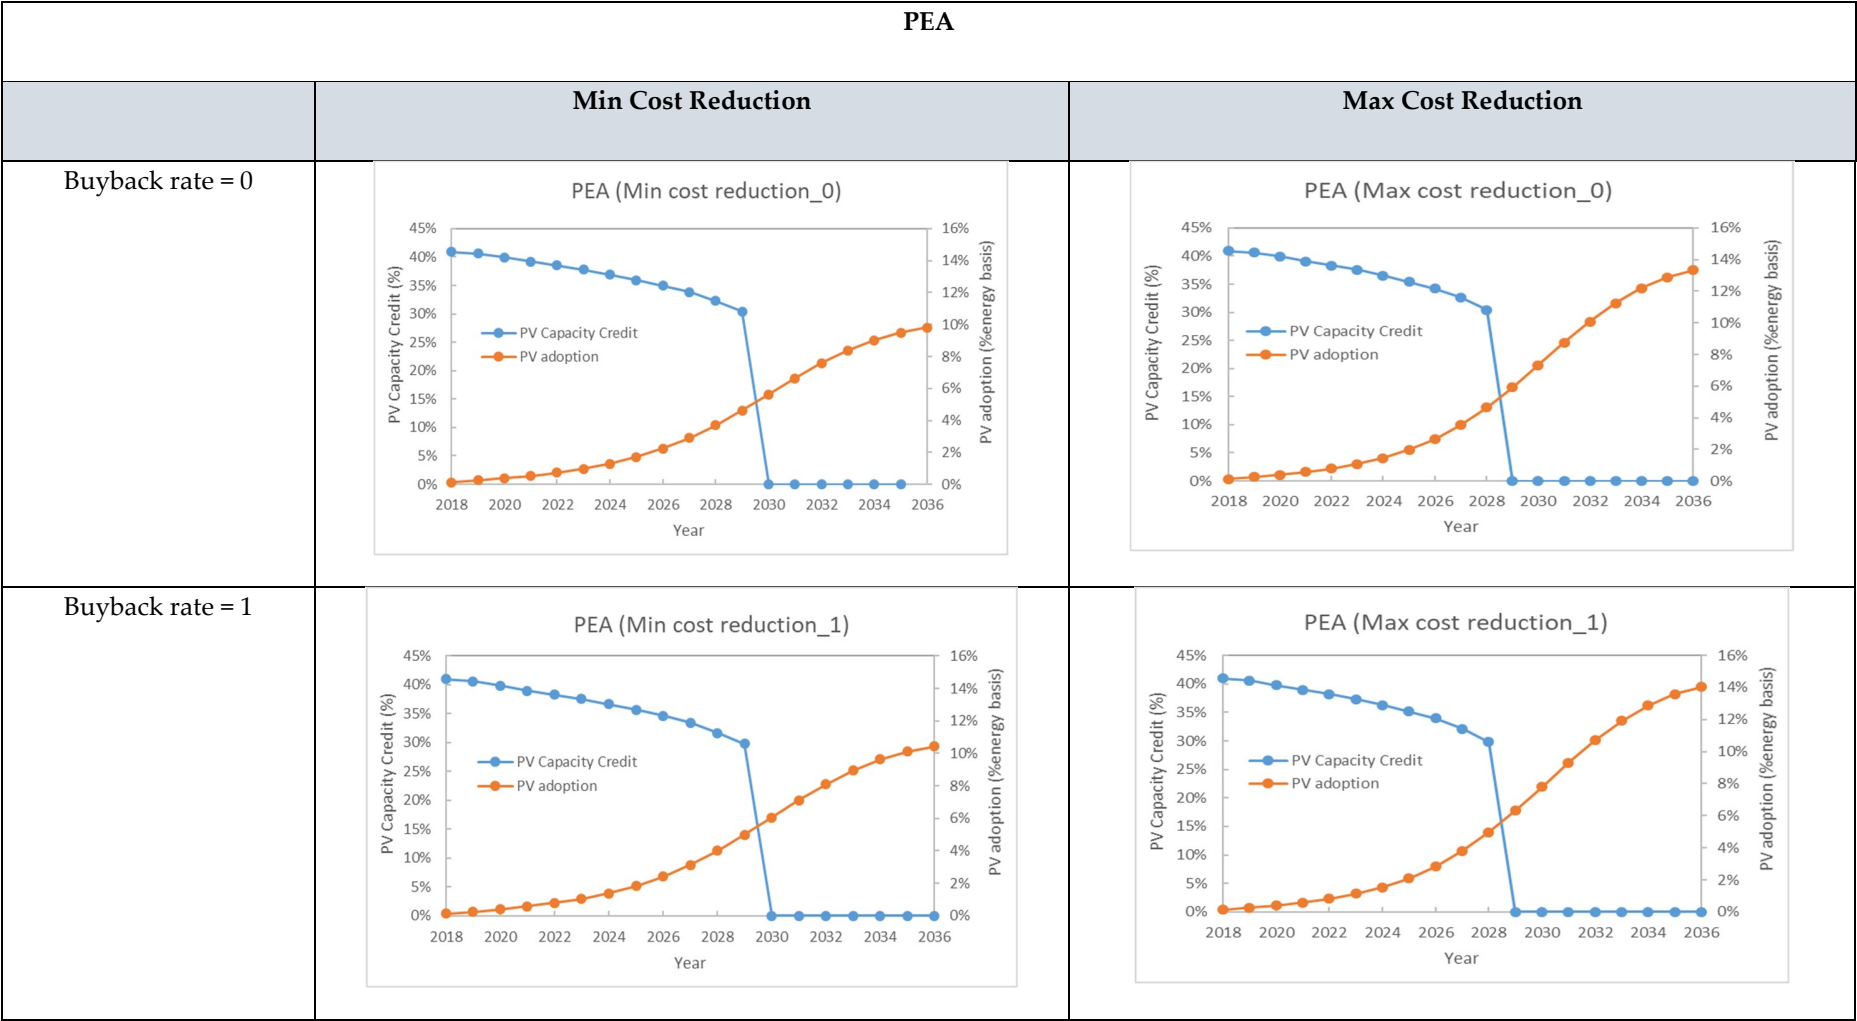 PEA
Min Cost Reduction
Max Cost Reduction
Buyback rate = 0
PEA (Min cost reduction_0)
45%
40%
35%
30%
25%
20%
15%
10%
5%
0%
PV Capacity Credit (%)
PV Capacity Credit
PV adoption
16%
14%
12%
10%
8%
6%
4%
2%
0%
PV adoption (%energy basis)
2018 2020 2022 2024 2026 2028 2030 2032 2034 2036
Year
PEA (Max cost reduction_0)
45%
40%
35%
30%
25%
20%
15%
10%
5%
0%
PV Capacity Credit (%)
PV Capacity Credit
PV adoption
16%
14%
12%
10%
8%
6%
4%
2%
0%
PV adoption (%energy basis)
2018 2020 2022 2024 2026 2028 2030 2032 2034 2036
Year
Buyback rate = 1
PEA (Min cost reduction_1)
45%
40%
35%
30%
25%
20%
15%
10%
5%
0%
PV Capacity Credit (%)
PV Capacity Credit
PV adoption
16%
14%
12%
10%
8%
6%
4%
2%
0%
PV adoption (%energy basis)
2018 2020 2022 2024 2026 2028 2030 2032 2034 2036
Year
PEA (Max cost reduction_1)
45%
40%
35%
30%
25%
20%
15%
10%
5%
0%
PV Capacity Credit (%)
PV Capacity Credit
PV adoption
16%
14%
12%
10%
8%
6%
4%
2%
0%
PV adoption (%energy basis)
2018 2020 2022 2024 2026 2028 2030 2032 2034 2036
Year